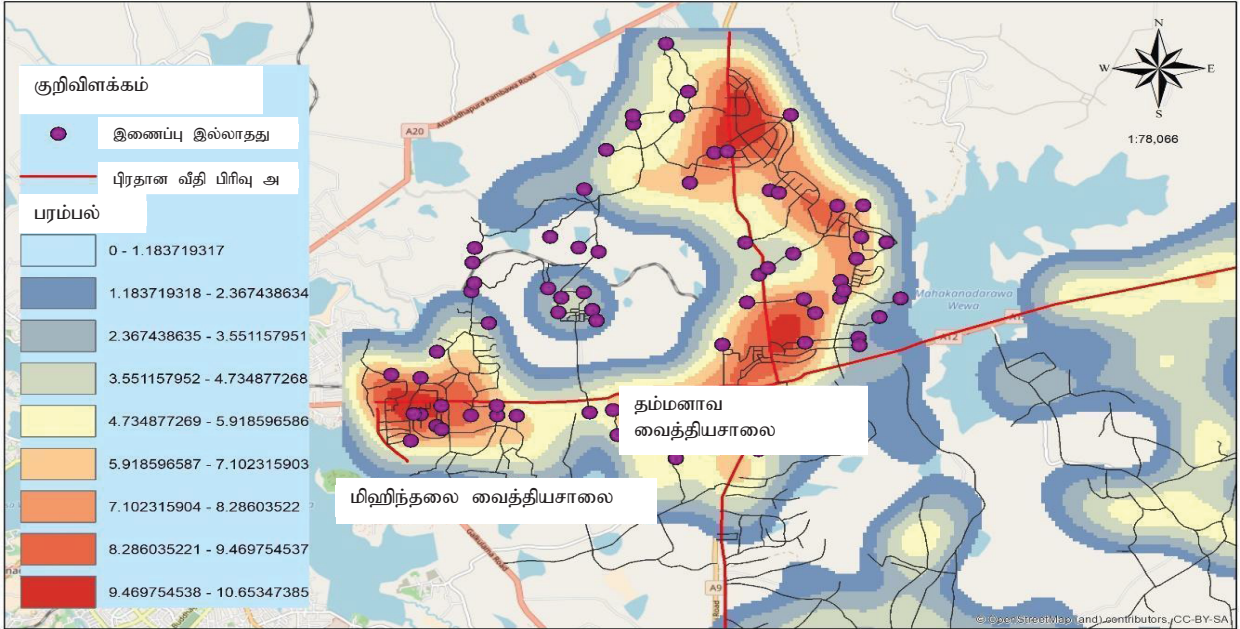 குறிவிளக்கம்
இணைப்பு இல்லாதது
பிரதான வீதி பிரிவு அ
பரம்பல்
0 - 1.183719317
1.183719318 - 2.367438634
2.367438635 - 3.551157951
3.551157952 - 4.734877268
4.734877269 - 5.918596586
5.918596587 - 7.102315903
7.102315904 - 8.28603522
8.286035221 - 9.469754537
9.469754538 - 10.65347385
Anuradhapura Rambawa Road
A20
N
W
E
S
1:78,066
Mahakanadarawa
Wewa
A12
தம்மனாவ
வைத்தியசாலை
மிஹிந்தலை வைத்தியசாலை
Galkulama Road
A9
Road
© OpenStreetMap (and) contributors, CC-BY-SA